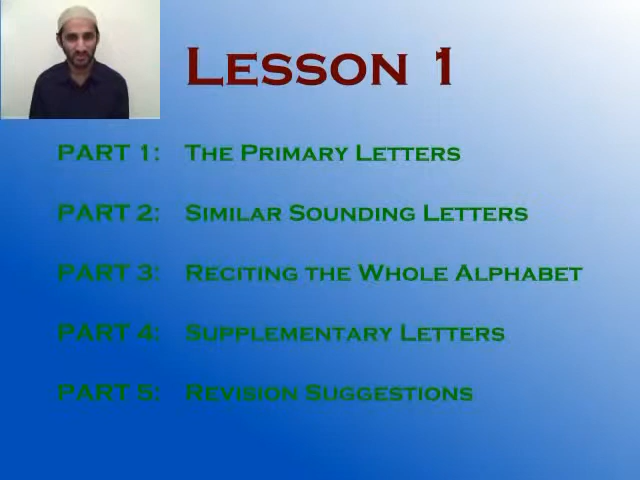 Lesson 1
PART 1: The Primary Letters
PART 2: Similar Sounding Letters
PART 3: Reciting the Whole Alphabet
PART 4: Supplementary Letters
PART 5: Revision Suggestions